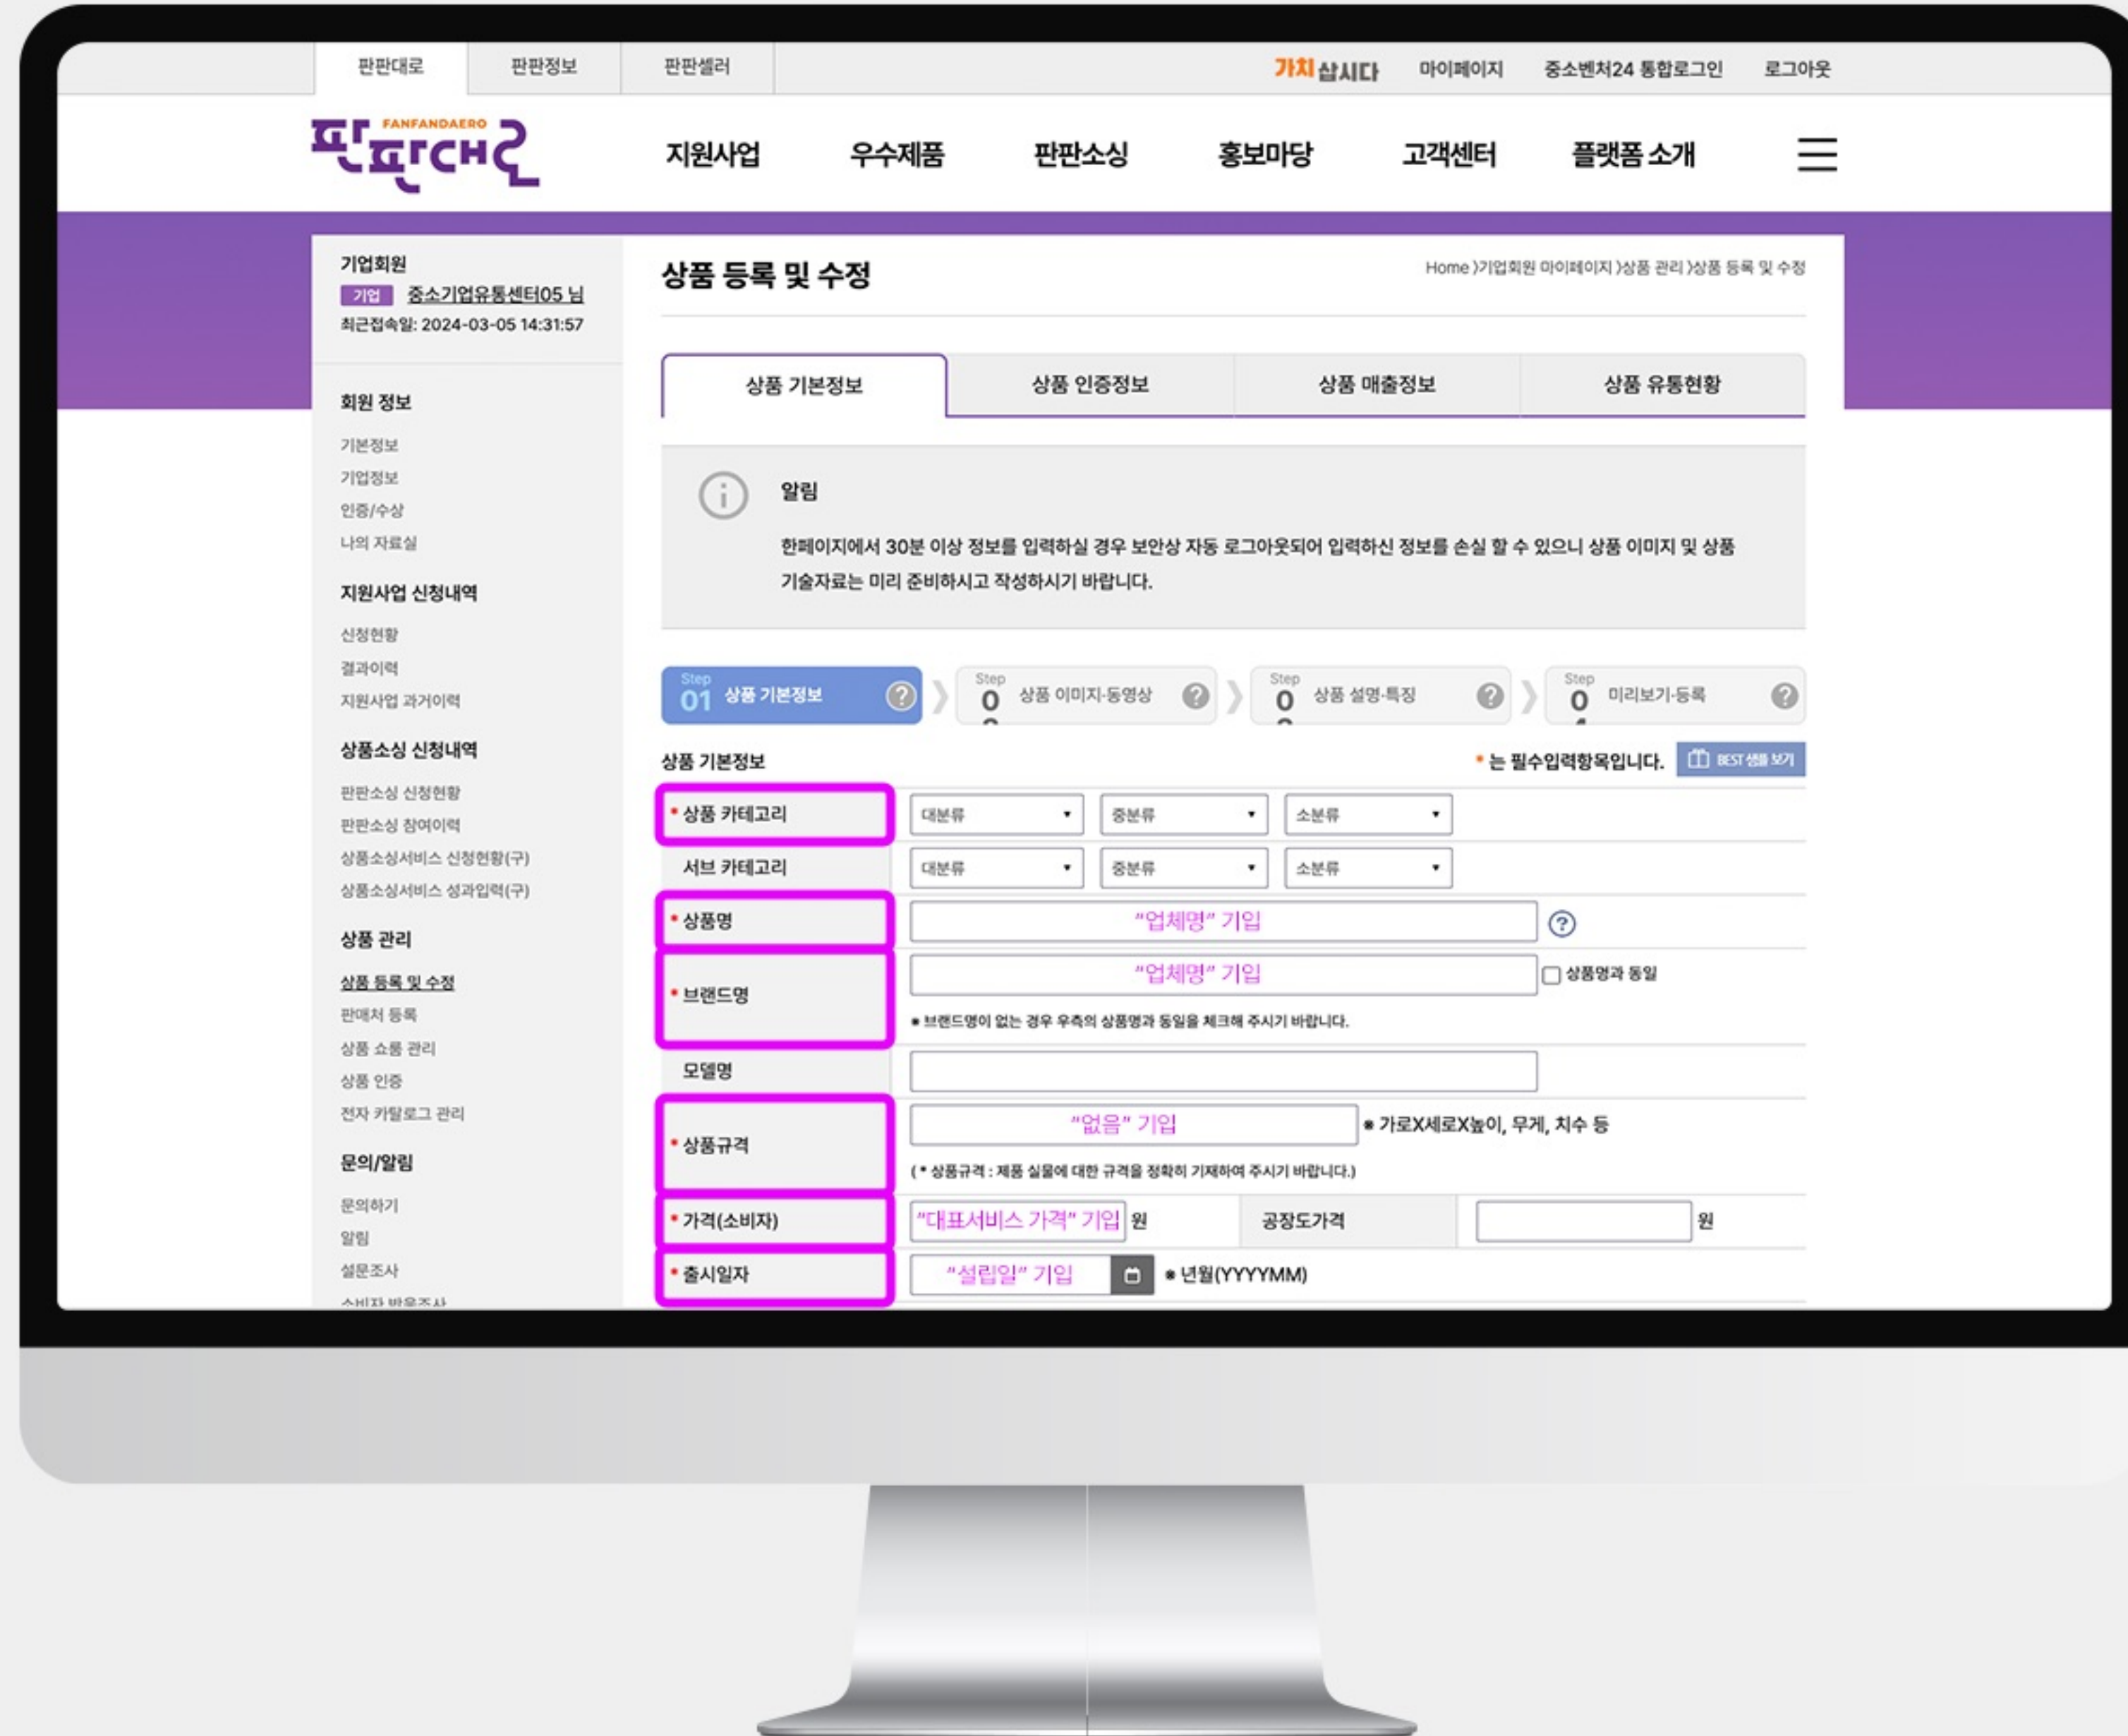 판판대로 판판정보 판판셀러 가치삽시다 마이페이지 중소벤처24 통합로그인 로그아웃
FANFANDAERO
판판대로
지원사업 우수제품 판판소싱 홍보마당 고객센터 플랫폼 소개
기업회원
기업 중소기업유통센터05 님
최근접속일: 2024-03-05 14:31:57
회원 정보
기본정보
기업정보
인증/수상
나의 자료실
지원사업 신청내역
신청현황
결과이력
지원사업 과거이력
상품소싱 신청내역
판판소싱 신청현황
판판소싱 참여이력
상품소싱서비스 신청현황(구)
상품소싱서비스 성과입력(구)
상품 관리
상품 등록 및 수정
판매처 등록
상품 쇼룸 관리
상품 인증
전자 카탈로그 관리
문의/알림
문의하기
알림
설문조사
상품 등록 및 수정
Home 〉기업회원 마이페이지 〉상품 관리 〉상품 등록 및 수정
상품 기본정보 상품 인증정보 상품 매출정보 상품 유통현황
알림
한페이지에서 30분 이상 정보를 입력하실 경우 보안상 자동 로그아웃되어 입력하신 정보를 손실 할 수 있으니 상품 이미지 및 상품
기술자료는 미리 준비하시고 작성하시기 바랍니다.
Step 01 상품 기본정보 ? 〉 Step 0 상품 이미지·동영상 ? 〉 Step 0 상품 설명·특징 ? 〉 Step 0 미리보기·등록 ?
상품 기본정보 * 는 필수입력항목입니다. BEST 샘플 보기
* 상품 카테고리 대분류 중분류 소분류
서브 카테고리 대분류 중분류 소분류
* 상품명 “업체명” 기입 ?
* 브랜드명 “업체명” 기입 상품명과 동일
※ 브랜드명이 없는 경우 우측의 상품명과 동일을 체크해 주시기 바랍니다.
모델명
* 상품규격 “없음” 기입 ※ 가로X세로X높이, 무게, 치수 등
( * 상품규격 : 제품 실물에 대한 규격을 정확히 기재하여 주시기 바랍니다.)
* 가격(소비자) “대표서비스 가격” 기입 원 공장도가격 원
* 출시일자 “설립일” 기입 ※ 년월(YYYYMM)